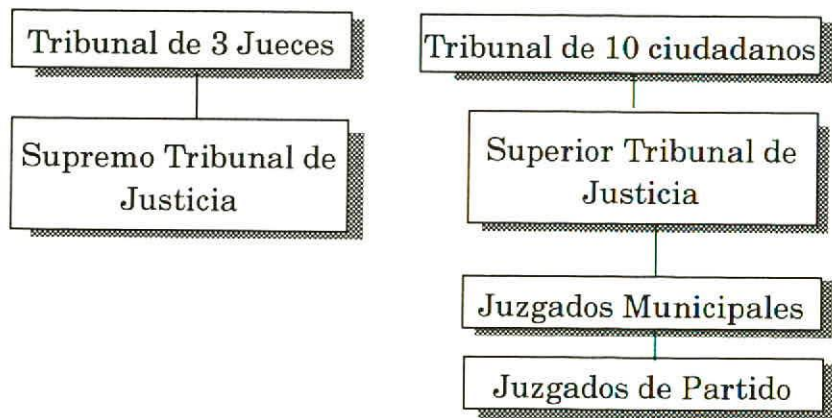 Tribunal de 3 Jueces
Supremo Tribunal de
Justicia
Tribunal de 10 ciudadanos
Superior Tribunal de
Justicia
Juzgados Municipales
Juzgados de Partido